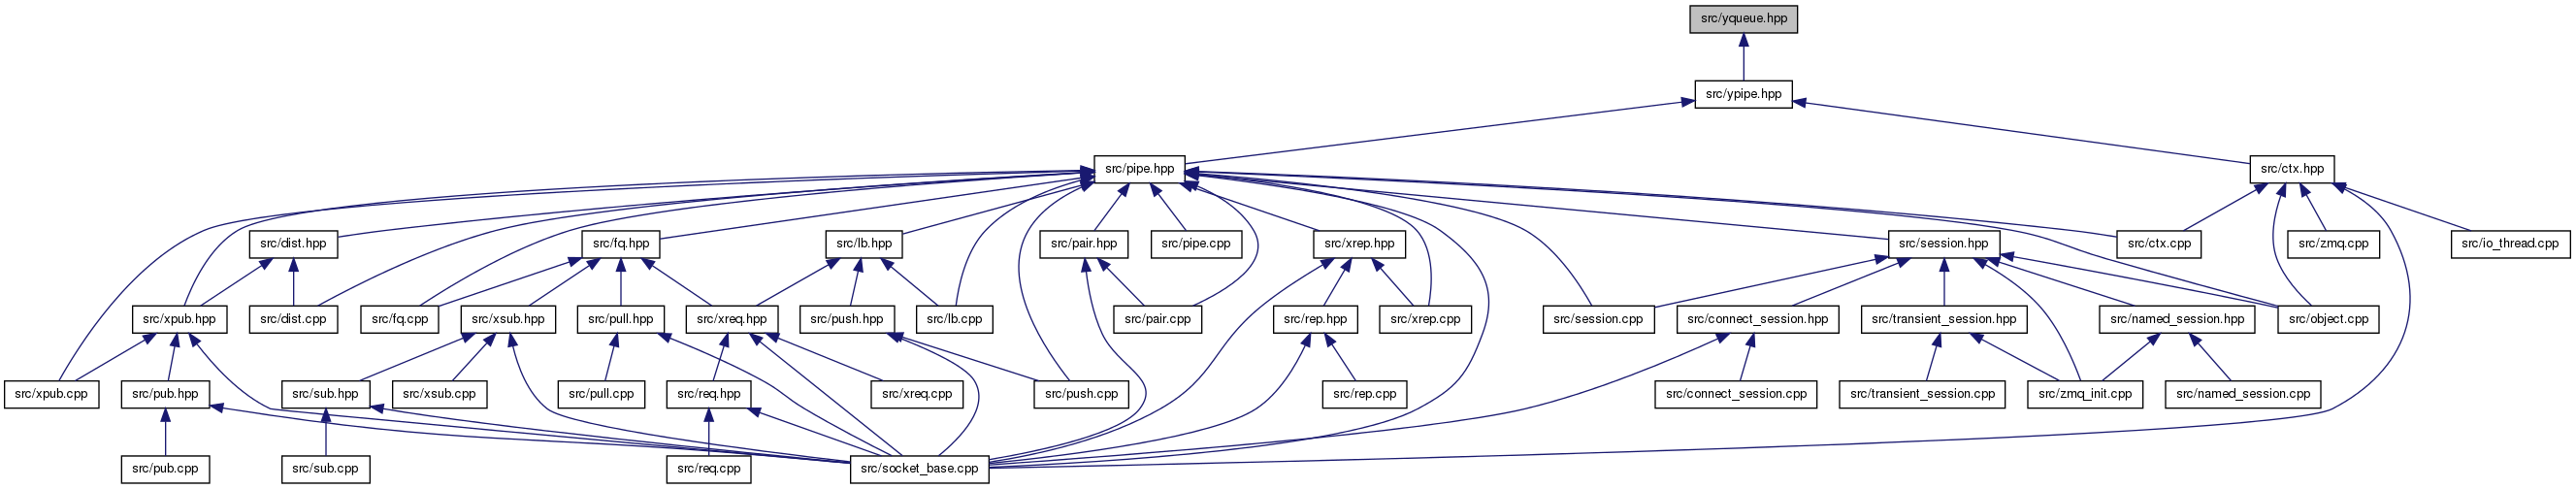 src/yqueue.hpp
src/ypipe.hpp
src/pipe.hpp
src/ctx.hpp
src/dist.hpp
src/fq.hpp
src/lb.hpp
src/pair.hpp
src/pipe.cpp
src/xrep.hpp
src/session.hpp
src/ctx.cpp
src/zmq.cpp
src/io_thread.cpp
src/xpub.hpp
src/dist.cpp
src/fq.cpp
src/xsub.hpp
src/pull.hpp
src/xreq.hpp
src/push.hpp
src/lb.cpp
src/pair.cpp
src/rep.hpp
src/xrep.cpp
src/session.cpp
src/connect_session.hpp
src/transient_session.hpp
src/named_session.hpp
src/object.cpp
src/xpub.cpp
src/pub.hpp
src/sub.hpp
src/xsub.cpp
src/pull.cpp
src/req.hpp
src/xreq.cpp
src/push.cpp
src/rep.cpp
src/connect_session.cpp
src/transient_session.cpp
src/zmq_init.cpp
src/named_session.cpp
src/pub.cpp
src/sub.cpp
src/req.cpp
src/socket_base.cpp